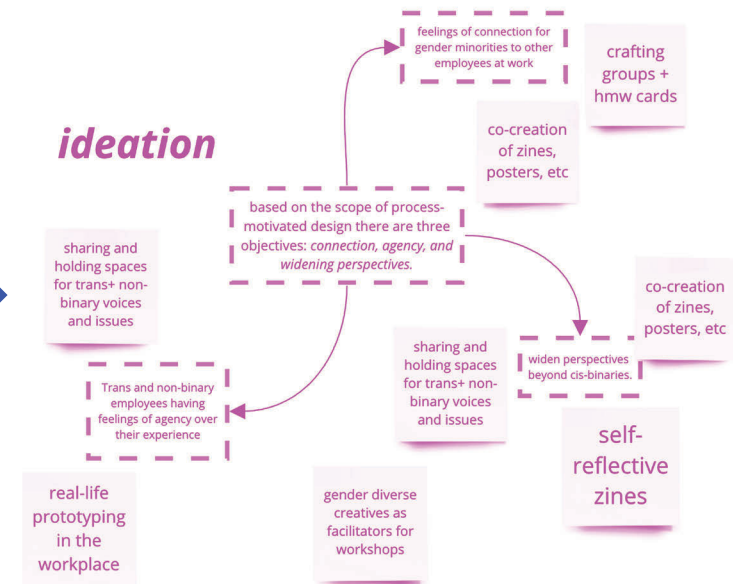 feelings of connection for
gender minorities to other
employees at work
crafting
groups +
hmw cards
ideation
co-creation
of zines,
posters, etc
based on the scope of process-
motivated design there are three
objectives: connection, agency, and
widening perspectives.
sharing and
holding spaces
for trans+ non-
binary voices
and issues
co-creation
of zines,
posters, etc
sharing and
holding spaces
for trans+ non-
binary voices
and issues
widen perspectives
beyond cis-binaries.
Trans and non-binary
employees having
feelings of agency over
their experience
self-
reflective
zines
real-life
prototyping
in the
workplace
gender diverse
creatives as
facilitators for
workshops